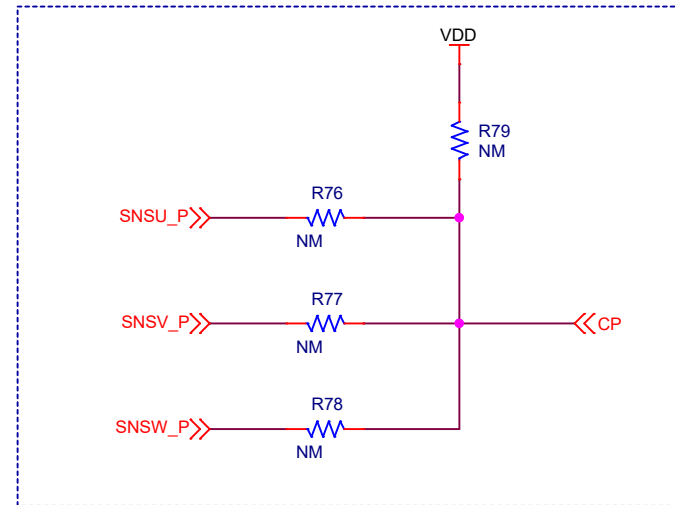 VDD
R79
NM
R76
SNSU_P
NM
R77
SNSV_P
CP
NM
R78
SNSW_P
NM